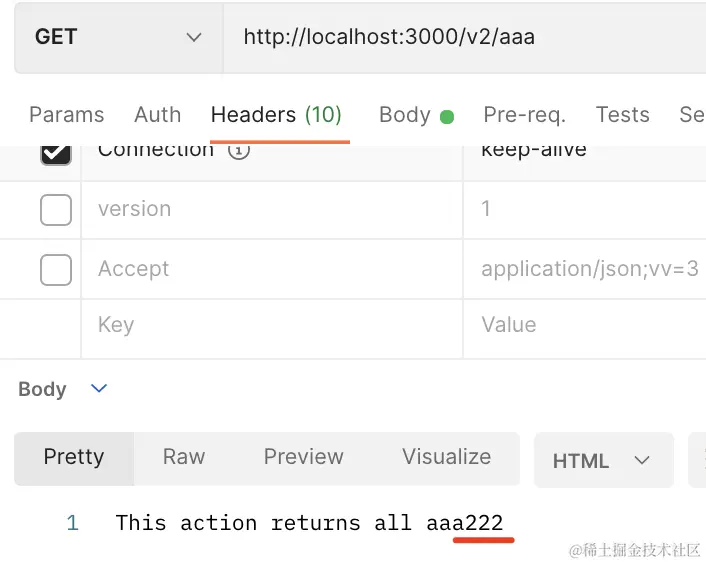 GET http://localhost:3000/v2/aaa
Params Auth Headers (10) Body Pre-req. Tests Se
Connection keep-alive
version 1
Accept application/json;vv=3
Key Value
Body
Pretty Raw Preview Visualize HTML
1 This action returns all aaa222
@稀土掘金技术社区